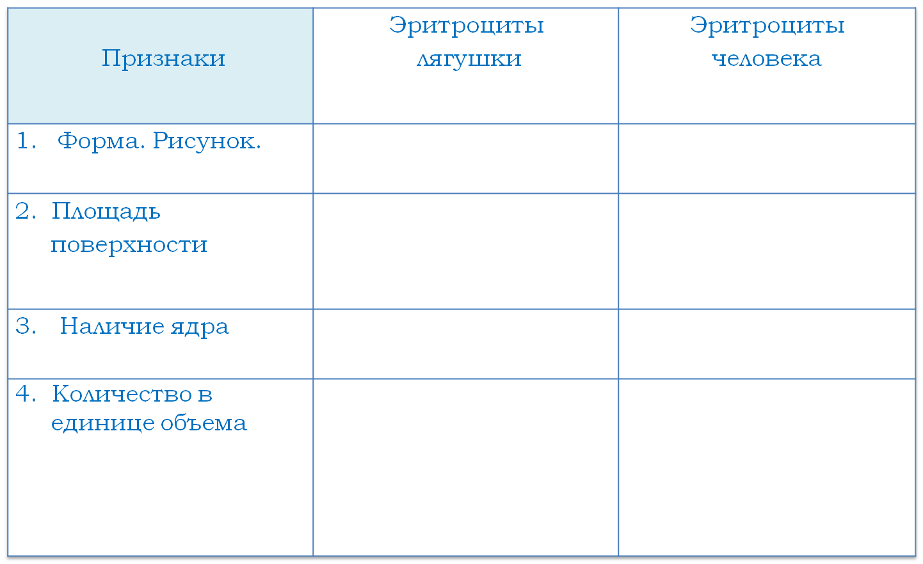 Признаки
Эритроциты
лягушки
Эритроциты
человека
1. Форма. Рисунок.
2. Площадь
поверхности
3. Наличие ядра
4. Количество в
единице объема